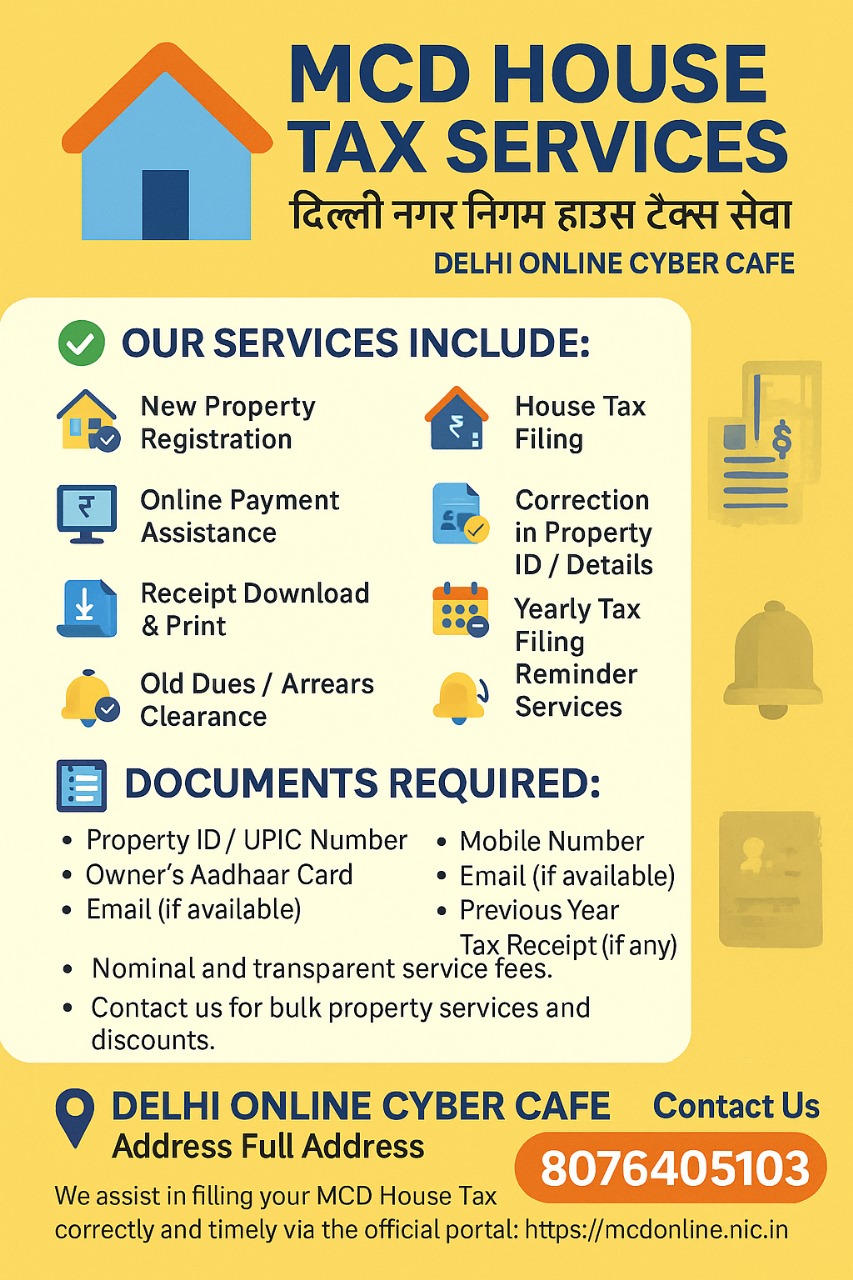 MCD HOUSE
TAX SERVICES
दिल्ली नगर निगम हाउस टैक्स सेवा
DELHI ONLINE CYBER CAFE
OUR SERVICES INCLUDE:
New Property
Registration
House Tax
Filing
Online Payment
Assistance
Correction
in Property
ID / Details
Receipt Download
& Print
Yearly Tax
Filing
Reminder
Services
Old Dues / Arrears
Clearance
DOCUMENTS REQUIRED:
• Property ID / UPIC Number
• Owner's Aadhaar Card
• Email (if available)
• Mobile Number
• Email (if available)
• Previous Year
Tax Receipt (if any)
• Nominal and transparent service fees.
• Contact us for bulk property services and
discounts.
DELHI ONLINE CYBER CAFE
Address Full Address
Contact Us
8076405103
We assist in filling your MCD House Tax
correctly and timely via the official portal: https://mcdonline.nic.in